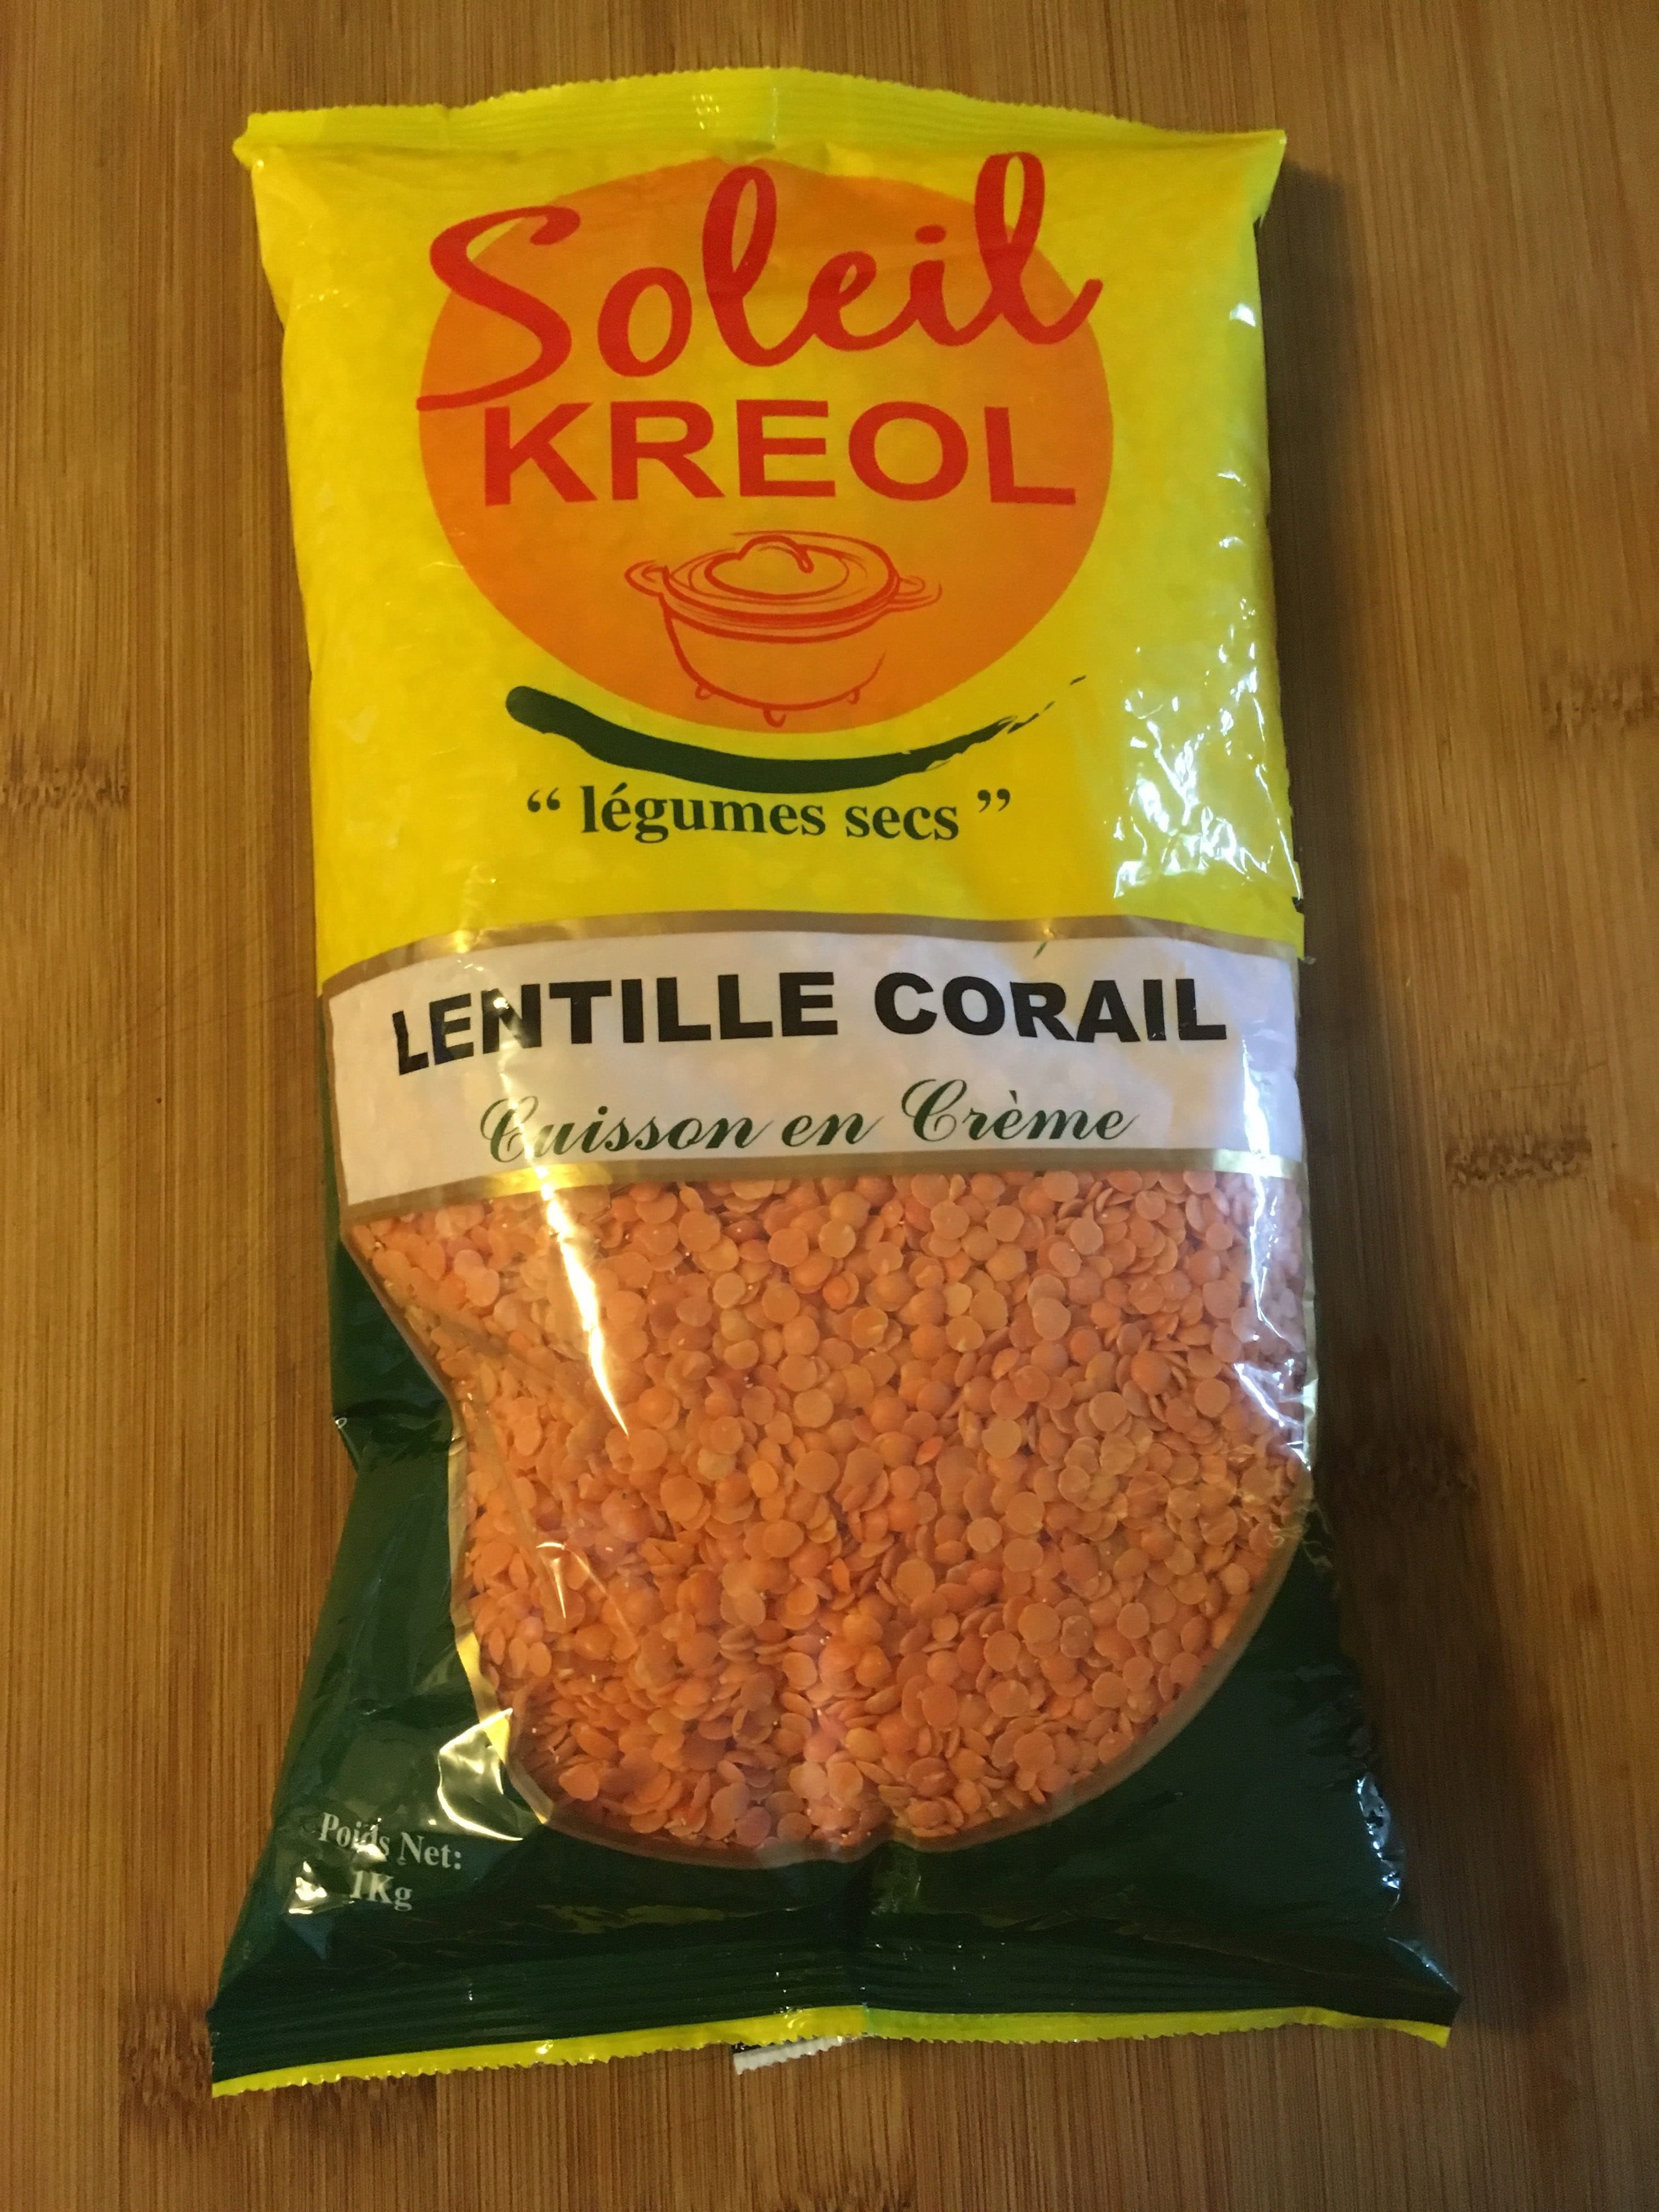 Soleil
KREOL
“ légumes secs ”
LENTILLE CORAIL
Cuisson en Crème
Poids Net:
1Kg